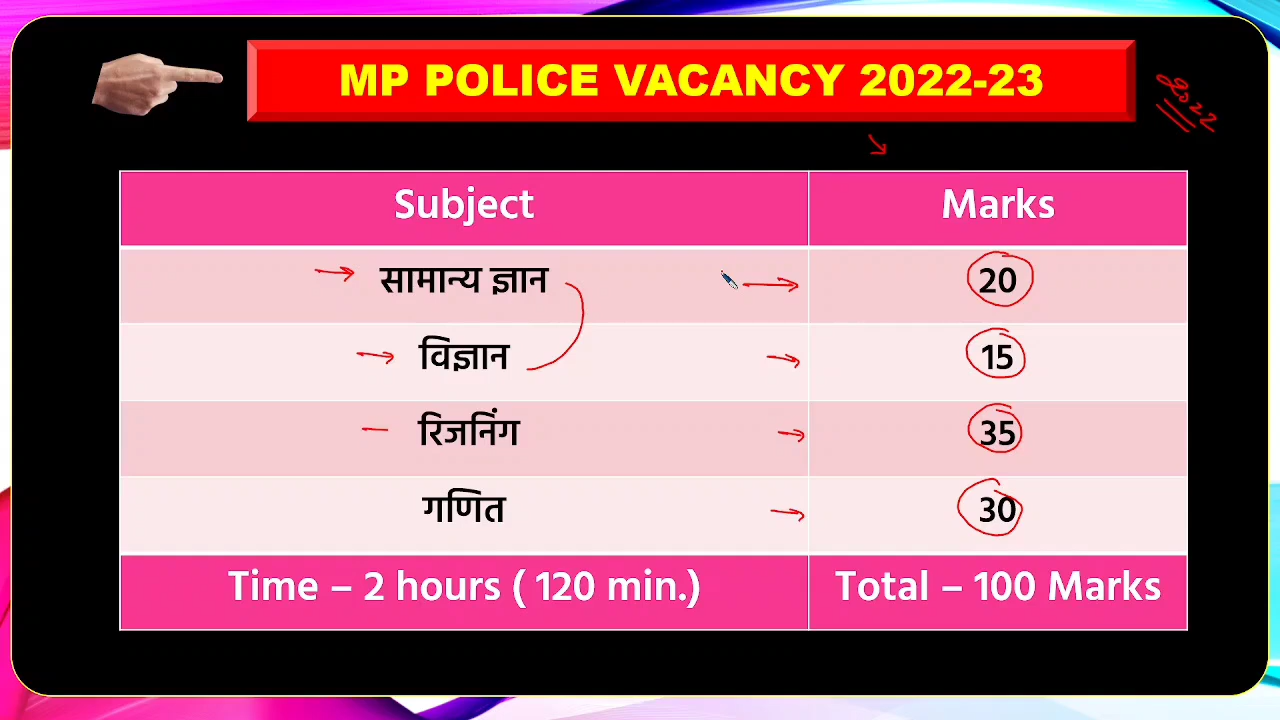 MP POLICE VACANCY 2022-23
2022
Subject Marks
सामान्य ज्ञान 20
विज्ञान 15
रिजनिंग 35
गणित 30
Time – 2 hours ( 120 min.) Total – 100 Marks